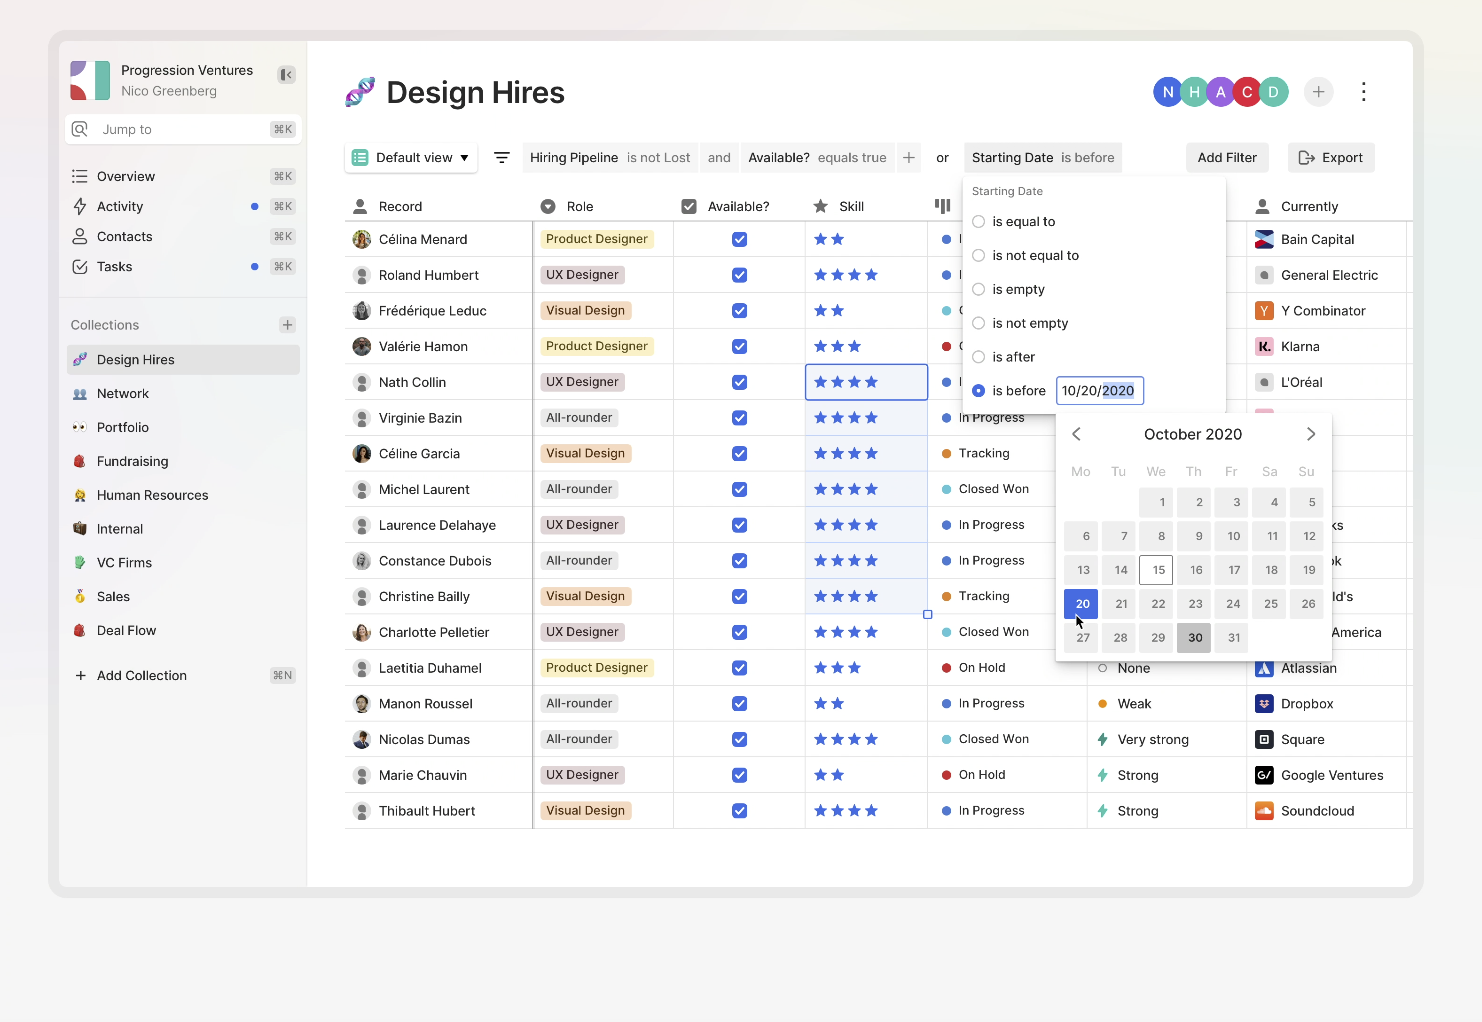 Progression Ventures
Nico Greenberg
Jump to ⌘K
Overview ⌘K
Activity ⌘K
Contacts ⌘K
Tasks ⌘K
Collections +
Design Hires
Network
Portfolio
Fundraising
Human Resources
Internal
VC Firms
Sales
Deal Flow
+ Add Collection ⌘N
Design Hires
N H A C D +
Default view Hiring Pipeline is not Lost and Available? equals true + or Starting Date is before Add Filter Export
Record Role Available? Skill Currently
Célina Menard Product Designer Bain Capital
Roland Humbert UX Designer General Electric
Frédérique Leduc Visual Design Y Y Combinator
Valérie Hamon Product Designer K. Klarna
Nath Collin UX Designer L'Oréal
Virginie Bazin All-rounder In Progress
Céline Garcia Visual Design Tracking
Michel Laurent All-rounder Closed Won
Laurence Delahaye UX Designer In Progress
Constance Dubois All-rounder In Progress
Christine Bailly Visual Design Tracking
Charlotte Pelletier UX Designer Closed Won America
Laetitia Duhamel Product Designer On Hold None Atlassian
Manon Roussel All-rounder In Progress Weak Dropbox
Nicolas Dumas All-rounder Closed Won Very strong Square
Marie Chauvin UX Designer On Hold Strong G/ Google Ventures
Thibault Hubert Visual Design In Progress Strong Soundcloud
Starting Date
is equal to
is not equal to
is empty
is not empty
is after
is before 10/20/2020
October 2020
Mo Tu We Th Fr Sa Su
1 2 3 4 5
6 7 8 9 10 11 12
13 14 15 16 17 18 19
20 21 22 23 24 25 26
27 28 29 30 31